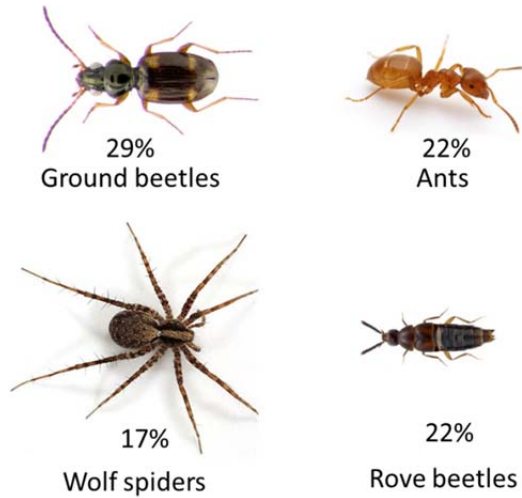 29%
Ground beetles
22%
Ants
17%
Wolf spiders
22%
Rove beetles